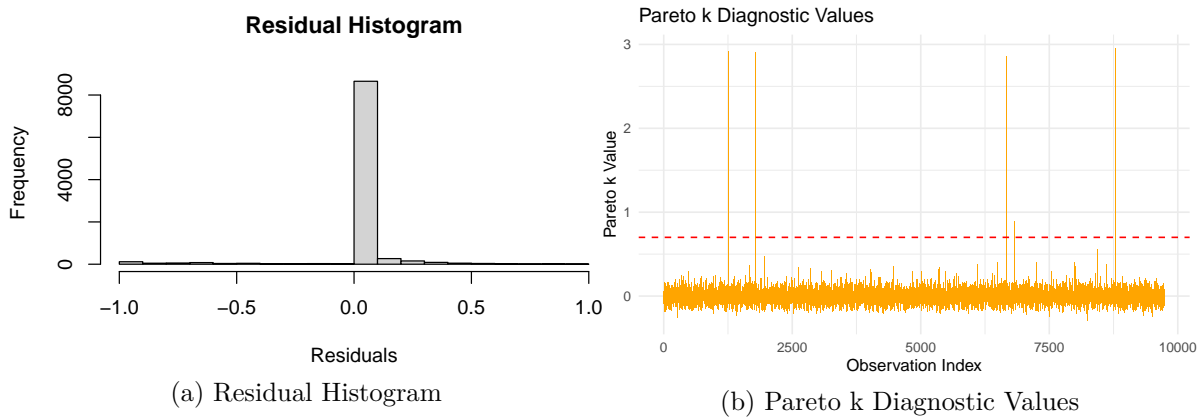 Residual Histogram
Frequency
8000
4000
0
−1.0 −0.5 0.0 0.5 1.0
Residuals
(a) Residual Histogram
Pareto k Diagnostic Values
Pareto k Value
3
2
1
0
0 2500 5000 7500 10000
Observation Index
(b) Pareto k Diagnostic Values